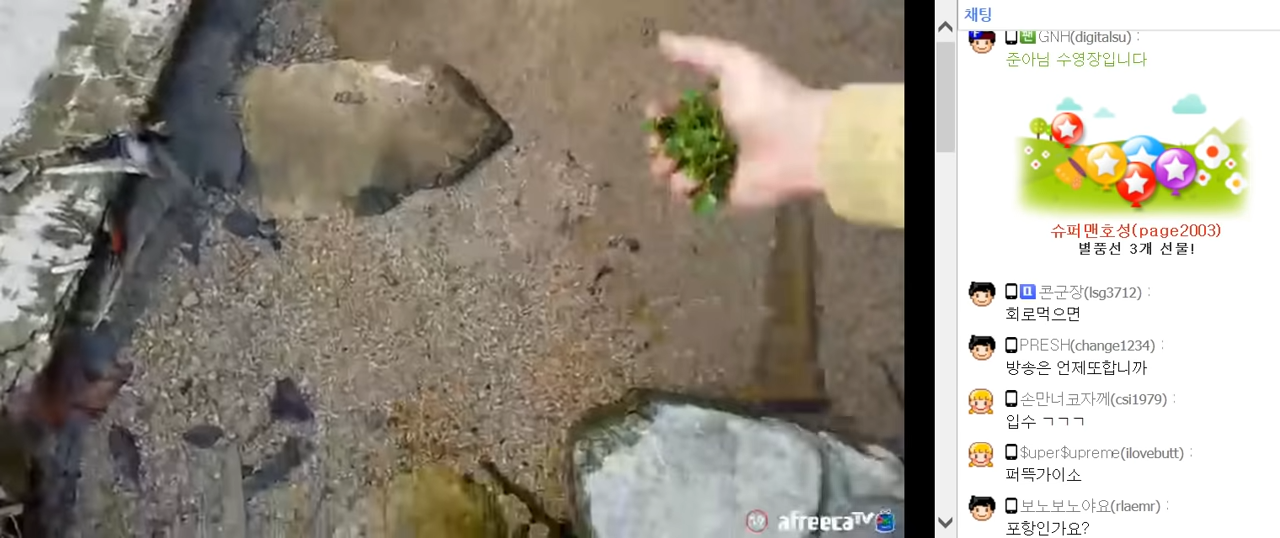 채팅
팬 GNH(digitalsu) :
준아님 수영장입니다
슈퍼맨호성(page2003)
별풍선 3개 선물!
콘군장(lsg3712) :
회로먹으면
PRESH(change1234) :
방송은 언제또합니까
손만너코자께(csi1979) :
입수 ㄱㄱㄱ
$uper$upreme(ilovebutt) :
퍼뜩가이소
보노보노야요(rlaemr) :
포항인가요?
afreecaTV